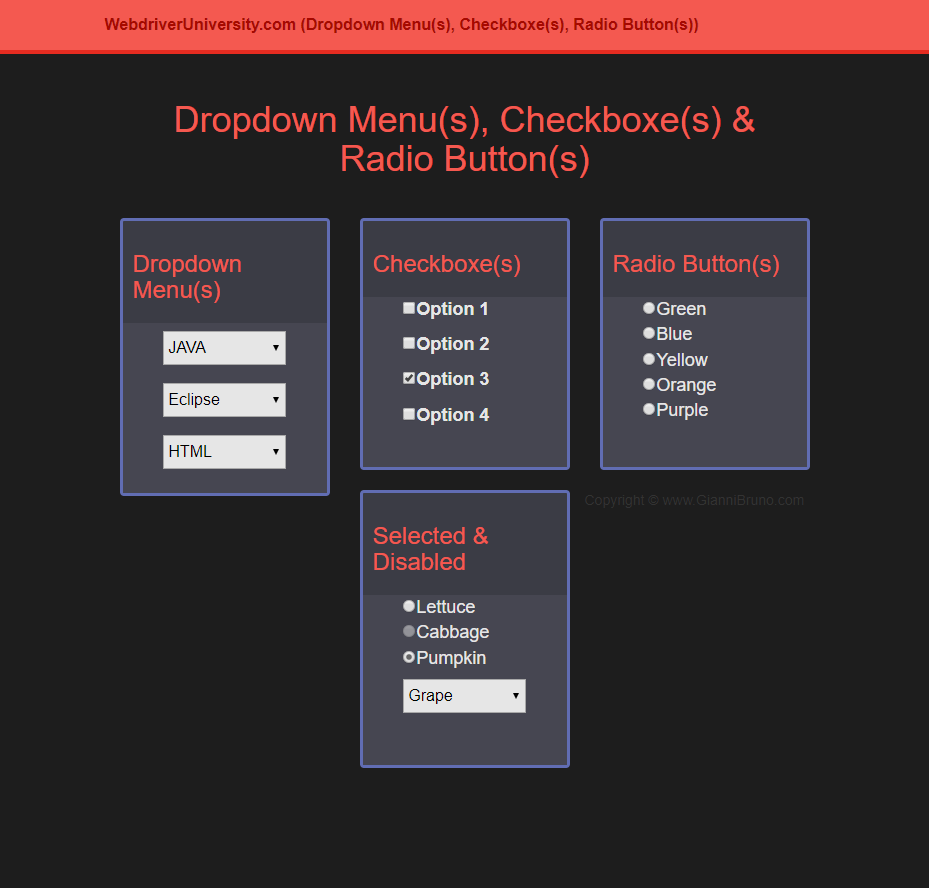 WebdriverUniversity.com (Dropdown Menu(s), Checkboxe(s), Radio Button(s))
Dropdown Menu(s), Checkboxe(s) &
Radio Button(s)
Dropdown
Menu(s)
JAVA
Eclipse
HTML
Checkboxe(s)
Option 1
Option 2
Option 3
Option 4
Radio Button(s)
Green
Blue
Yellow
Orange
Purple
Copyright © www.GianniBruno.com
Selected &
Disabled
Lettuce
Cabbage
Pumpkin
Grape